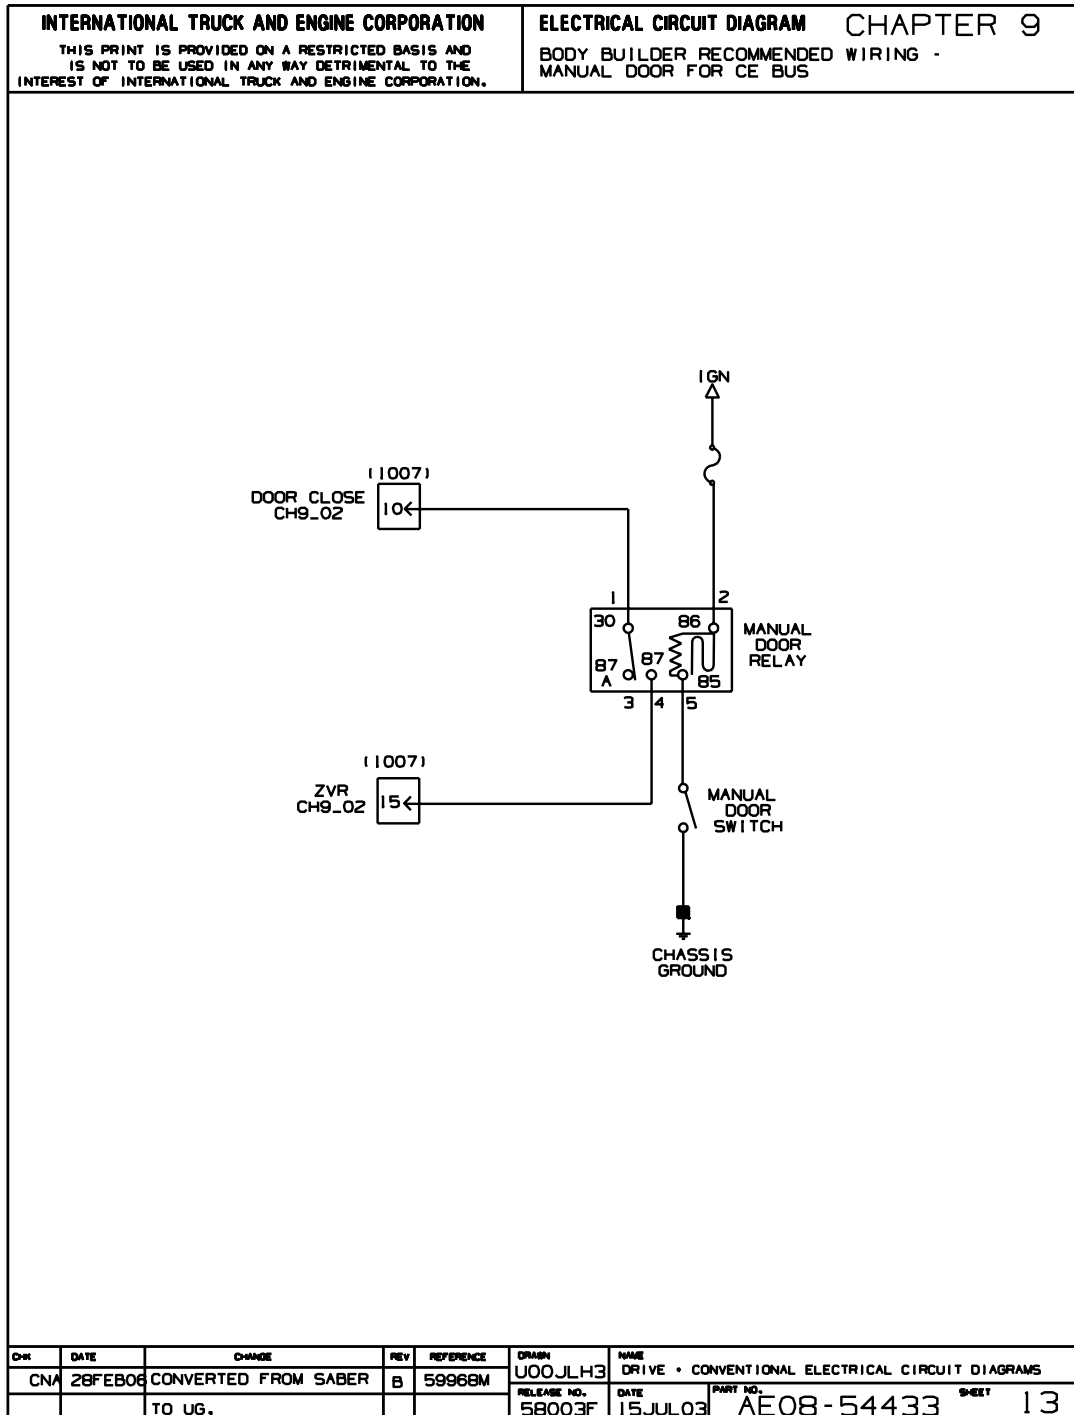 INTERNATIONAL TRUCK AND ENGINE CORPORATION
THIS PRINT IS PROVIDED ON A RESTRICTED BASIS AND
IS NOT TO BE USED IN ANY WAY DETRIMENTAL TO THE
INTEREST OF INTERNATIONAL TRUCK AND ENGINE CORPORATION.
ELECTRICAL CIRCUIT DIAGRAM CHAPTER 9
BODY BUILDER RECOMMENDED WIRING -
MANUAL DOOR FOR CE BUS
IGN
(1007)
DOOR CLOSE
CH9_02
10
1
2
30
86
MANUAL
DOOR
RELAY
87
A
87
85
3
4
5
(1007)
ZVR
CH9_02
15
MANUAL
DOOR
SWITCH
CHASSIS
GROUND
CHK DATE CHANGE REV REFERENCE
CNA 28FEB06 CONVERTED FROM SABER B 59968M
TO UG.
DRAWN
U00JLH3
NAME
DRIVE + CONVENTIONAL ELECTRICAL CIRCUIT DIAGRAMS
RELEASE NO.
58003F
DATE
15JUL03
PART NO.
AE08-54433
SHEET
13